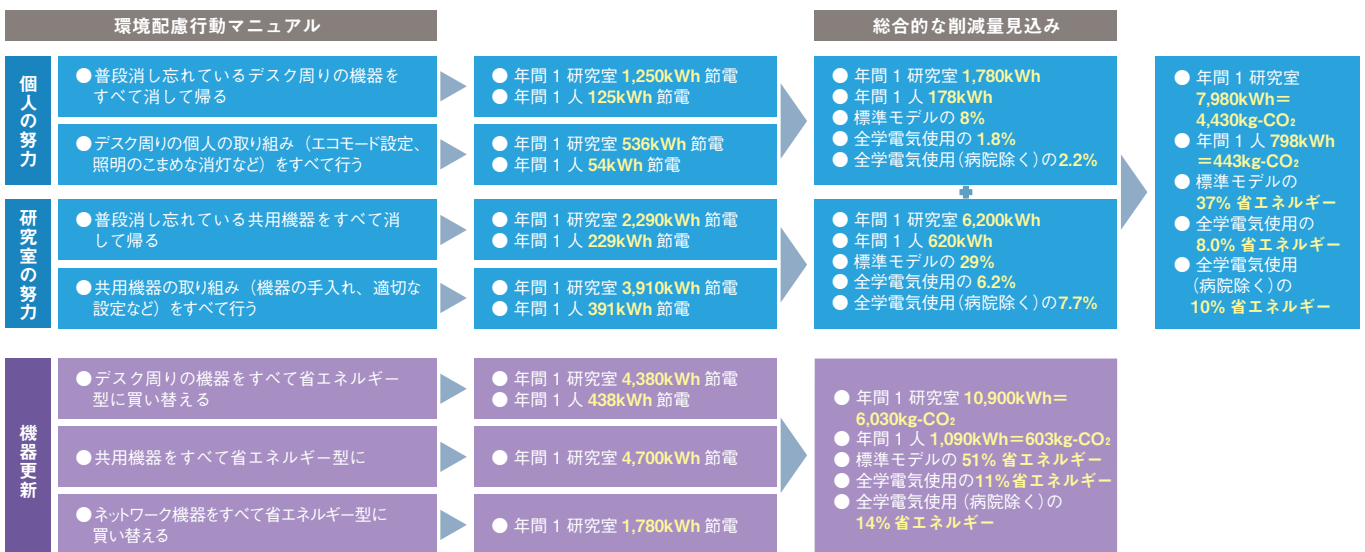 環境配慮行動マニュアル
総合的な削減量見込み
個人の努力
●普段消し忘れているデスク周りの機器を
すべて消して帰る
● 年間 1 研究室 1,250kWh 節電
● 年間 1 人 125kWh 節電
●デスク周りの個人の取り組み（エコモード設定、
照明のこまめな消灯など）をすべて行う
● 年間 1 研究室 536kWh 節電
● 年間 1 人 54kWh 節電
● 年間 1 研究室 1,780kWh
● 年間 1 人 178kWh
● 標準モデルの 8%
● 全学電気使用の 1.8%
● 全学電気使用（病院除く）の2.2%
研究室の努力
●普段消し忘れている共用機器をすべて消
して帰る
● 年間 1 研究室 2,290kWh 節電
● 年間 1 人 229kWh 節電
●共用機器の取り組み（機器の手入れ、適切な
設定など）をすべて行う
● 年間 1 研究室 3,910kWh 節電
● 年間 1 人 391kWh 節電
● 年間 1 研究室 6,200kWh
● 年間 1 人 620kWh
● 標準モデルの 29%
● 全学電気使用の 6.2%
● 全学電気使用（病院除く）の7.7%
● 年間 1 研究室
7,980kWh＝
4,430kg-CO₂
● 年間 1 人 798kWh
＝443kg-CO₂
● 標準モデルの
37% 省エネルギー
● 全学電気使用の
8.0% 省エネルギー
● 全学電気使用
（病院除く）の
10% 省エネルギー
機器更新
●デスク周りの機器をすべて省エネルギー
型に買い替える
● 年間 1 研究室 4,380kWh 節電
● 年間 1 人 438kWh 節電
●共用機器をすべて省エネルギー型に
● 年間 1 研究室 4,700kWh 節電
●ネットワーク機器をすべて省エネルギー型に
買い替える
● 年間 1 研究室 1,780kWh 節電
● 年間 1 研究室 10,900kWh＝
6,030kg-CO₂
● 年間 1 人 1,090kWh＝603kg-CO₂
● 標準モデルの 51% 省エネルギー
● 全学電気使用の11%省エネルギー
● 全学電気使用（病院除く）の
14% 省エネルギー